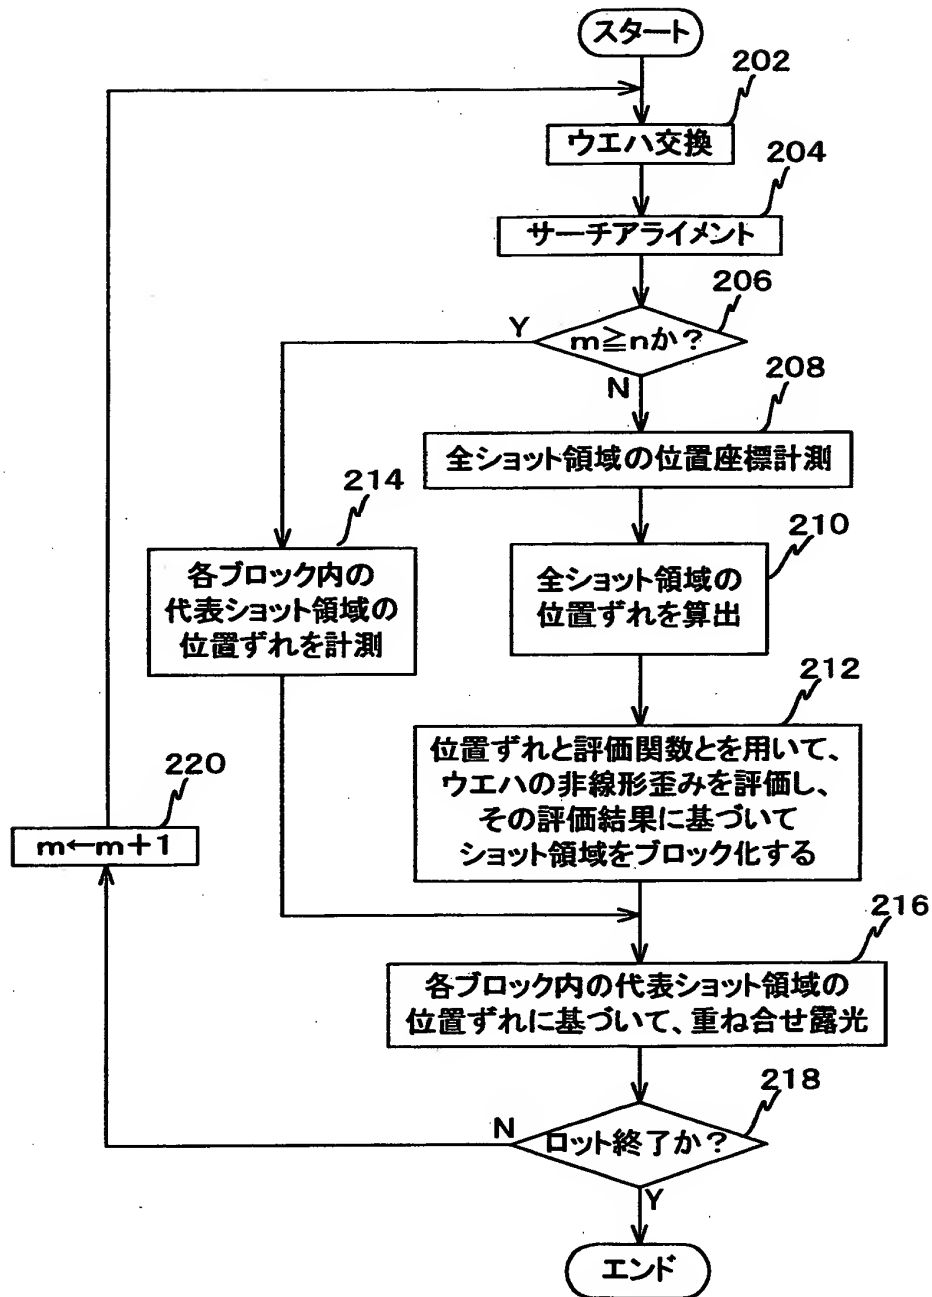 スタート
202
ウエハ交換
204
サーチアライメント
206
m≧nか?
Y
N
208
全ショット領域の位置座標計測
214
各ブロック内の
代表ショット領域の
位置ずれを計測
210
全ショット領域の
位置ずれを算出
212
位置ずれと評価関数とを用いて、
ウエハの非線形歪みを評価し、
その評価結果に基づいて
ショット領域をブロック化する
220
m←m+1
216
各ブロック内の代表ショット領域の
位置ずれに基づいて、重ね合せ露光
218
ロット終了か?
N
Y
エンド